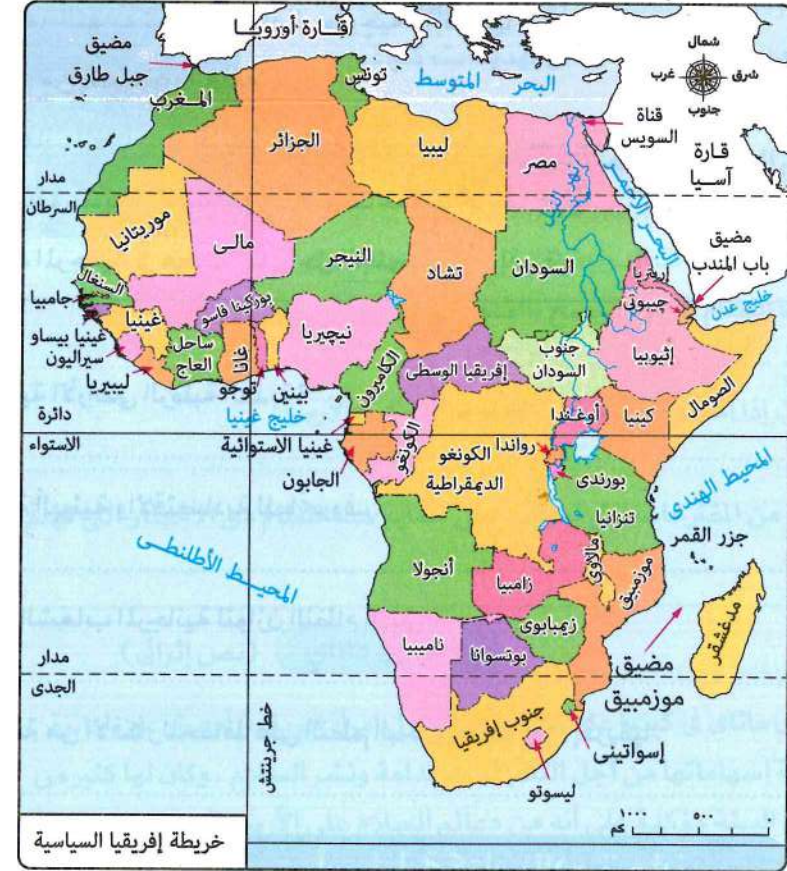 قارة أوروبا
مضيق
جبل طارق
البحر المتوسط
شمال
شرق
غرب
جنوب
قناة
السويس
قارة
آسيا
المغرب
تونس
الجزائر
ليبيا
مصر
نهر النيل
البحر الأحمر
مدار
السرطان
موريتانيا
مالى
النيجر
تشاد
السودان
إريتريا
مضيق
باب المندب
خليج عدن
جيبوتى
السنغال
جامبيا
غينيا بيساو
غينيا
سيراليون
ليبيريا
ساحل
العاج
بوركينا فاسو
غانا
توجو
بينين
نيجيريا
الكاميرون
إفريقيا الوسطى
جنوب
السودان
إثيوبيا
الصومال
خليج غينيا
دائرة
الاستواء
غينيا الاستوائية
الجابون
الكونغو
الكونغو
الديمقراطية
أوغندا
كينيا
رواندا
بورندى
تنزانيا
المحيط الهندى
جزر القمر
المحيط الأطلنطى
أنجولا
زامبيا
مالاوى
موزمبيق
زيمبابوى
مدغشقر
ناميبيا
بوتسوانا
مضيق
موزمبيق
مدار
الجدى
جنوب إفريقيا
إسواتينى
ليسوتو
خط جرينتش
١٠٠٠ ٥٠٠
كم
خريطة إفريقيا السياسية